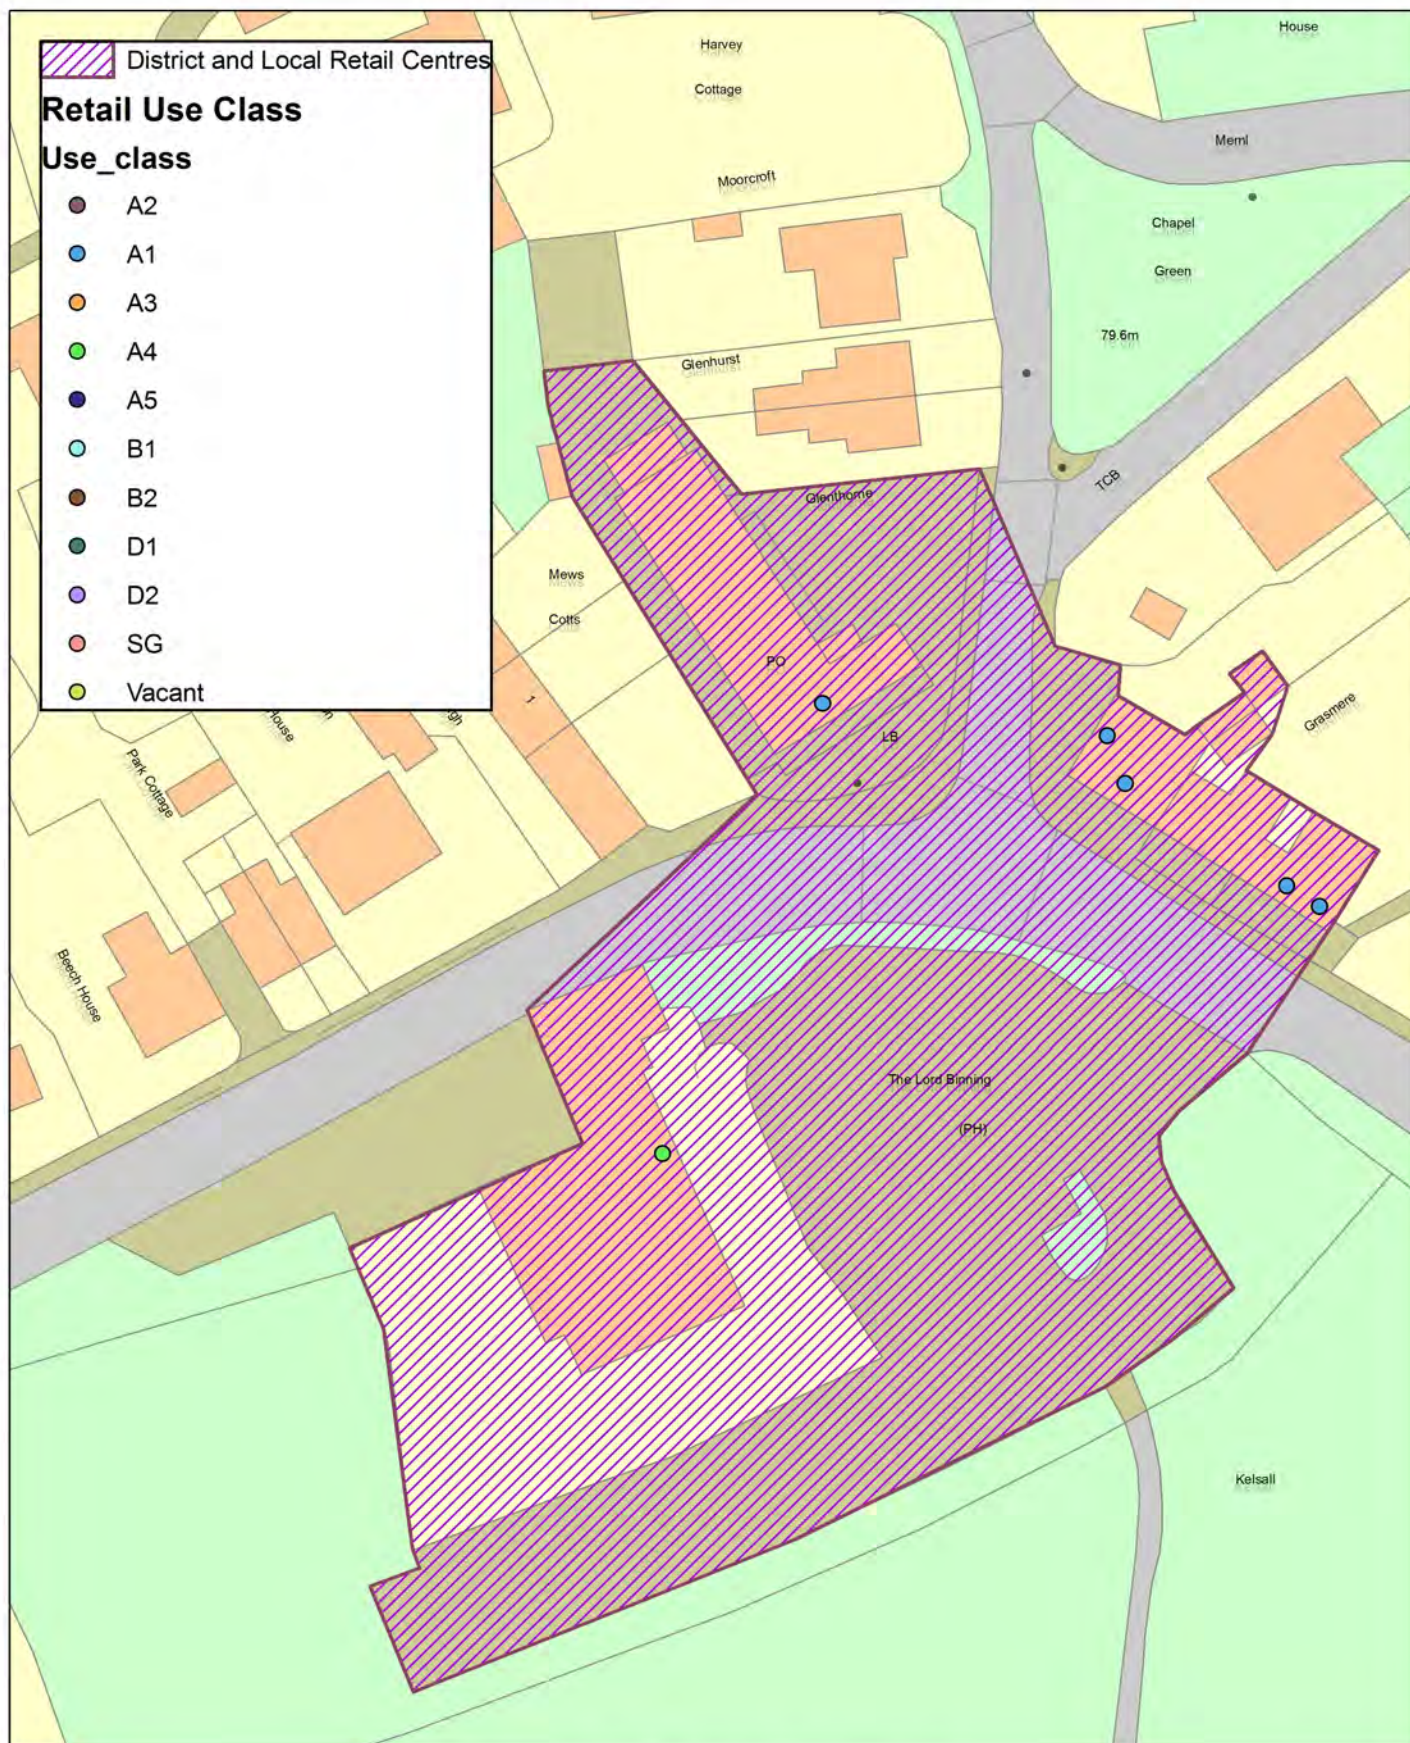 District and Local Retail Centres
Retail Use Class
Use_class
A2
A1
A3
A4
A5
B1
B2
D1
D2
SG
Vacant
House
Harvey
Cottage
Meml
Moorcroft
Chapel
Green
79.6m
Glenhurst
TCB
Glenthorne
Mews
Cotts
PO
1
Grasmere
House
LB
Park Cottage
Beech House
The Lord Binning
(PH)
Kelsall